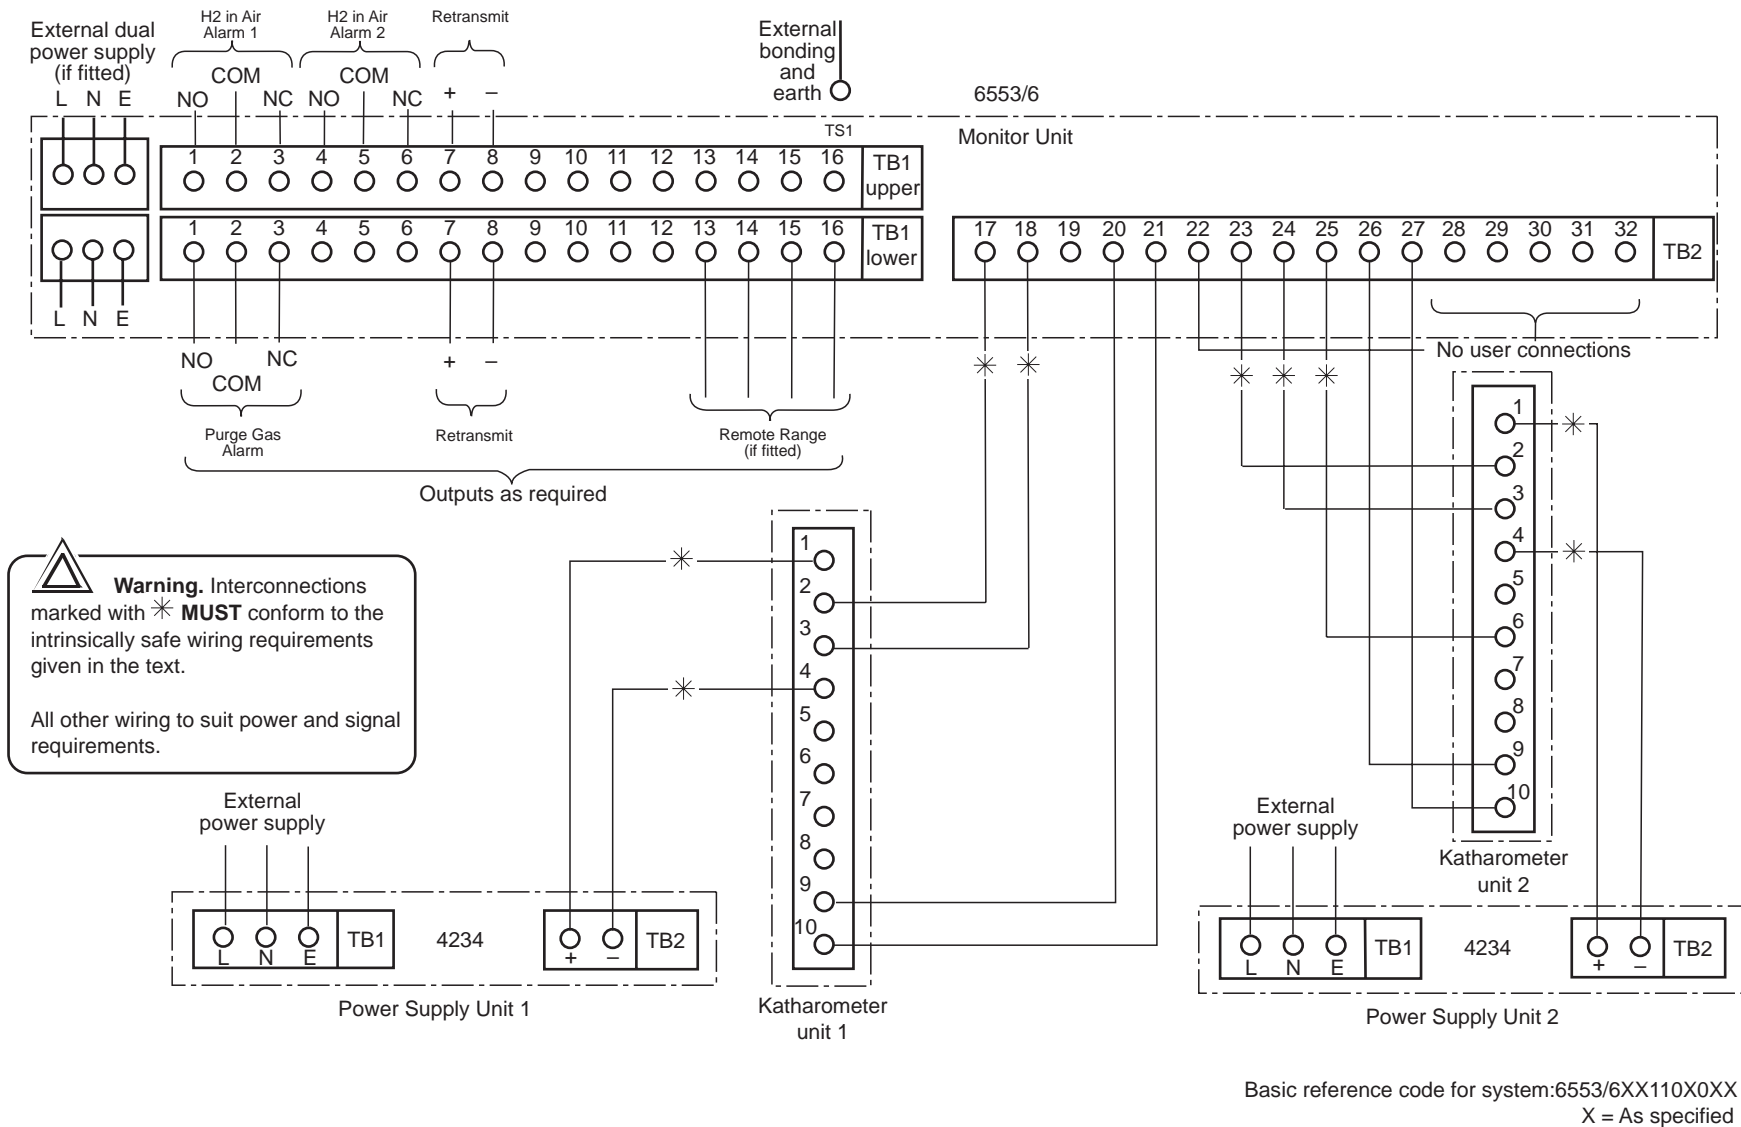 External dual
power supply
(if fitted)
L N E
H2 in Air
Alarm 1
H2 in Air
Alarm 2
Retransmit
COM
NO NC
COM
NO NC
+ –
External
bonding
and
earth
6553/6
Monitor Unit
TS1
1 2 3 4 5 6 7 8 9 10 11 12 13 14 15 16
TB1
upper
1 2 3 4 5 6 7 8 9 10 11 12 13 14 15 16
TB1
lower
17 18 19 20 21 22 23 24 25 26 27 28 29 30 31 32
TB2
L N E
NO NC
COM
+ –
Purge Gas
Alarm
Retransmit
Remote Range
(if fitted)
Outputs as required
No user connections
Warning. Interconnections
marked with ✳ MUST conform to the
intrinsically safe wiring requirements
given in the text.
All other wiring to suit power and signal
requirements.
1
2
3
4
5
6
7
8
9
10
Katharometer
unit 1
1
2
3
4
5
6
7
8
9
10
Katharometer
unit 2
External
power supply
L N E
TB1
4234
+ –
TB2
Power Supply Unit 1
External
power supply
L N E
TB1
4234
+ –
TB2
Power Supply Unit 2
Basic reference code for system:6553/6XX110X0XX
X = As specified